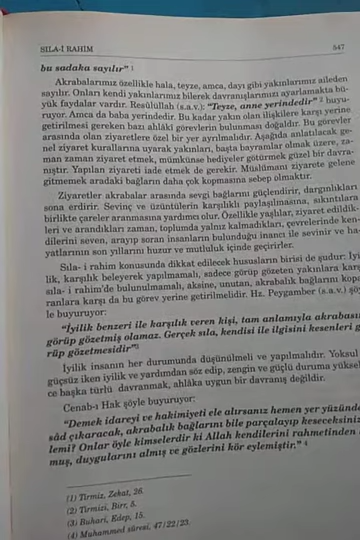 SILA-İ RAHİM 547
bu sadaka sayılır" 1
Akrabalarımız özellikle hala, teyze, amca, dayı gibi yakınlarımız aileden
sayılır. Onları kendi yakınlarımız bilerek davranışlarımızı ayarlamakta bü-
yük faydalar vardır. Resûlüllah (s.a.v.): "Teyze, anne yerindedir" 2 buyu-
ruyor. Amca da baba yerindedir. Bu kadar yakın olan ilişkilere karşı yerine
getirilmesi gereken bazı ahlâkî görevlerin bulunması doğaldır. Bu görevler
arasında olan ziyaretlere özel bir yer ayrılmalıdır. Aşağıda anlatılacak ge-
nel ziyaret kurallarına uyarak yakınları, başta bayramlar olmak üzere, za-
man zaman ziyaret etmek, mümkünse hediyeler götürmek güzel bir davra-
nıştır. Yapılan ziyareti iade etmek de gerekir. Müslümanı ziyarete gelene
gitmemek aradaki bağların daha çok kopmasına sebep olmaktır.
Ziyaretler akrabalar arasında sevgi bağlarını güçlendirir, dargınlıkları
sona erdirir. Sevinç ve üzüntülerin karşılıklı paylaşılmasına, sıkıntılara
birlikte çareler aranmasına yardımcı olur. Özellikle yaşlılar, ziyaret edildik-
leri ve arandıkları zaman, toplumda yalnız kalmadıkları, çevrelerinde ken-
dilerini seven, arayıp soran insanların bulunduğu inancı ile sevinir ve ha-
yatlarının son yıllarını huzur ve mutluluk içinde geçirirler.
Sıla- i rahim konusunda dikkat edilecek hususların birisi de şudur: İyi
lik, karşılık beleyerek yapılmamalı, sadece görüp gözeten yakınlara karş
sıla- i rahim'de bulunulmamalı, aksine, unutan, akrabalık bağlarını kopa
ranlara karşı da bu görev yerine getirilmelidir. Hz. Peygamber (s.a.v.) şöy
le buyuruyor:
"İyilik benzeri ile karşılık veren kişi, tam anlamıyla akrabası
görüp gözetmiş olamaz. Gerçek sıla, kendisi ile ilgisini kesenleri g
rüp gözetmesidir"3
İyilik insanın her durumunda düşünülmeli ve yapılmalıdır. Yoksul
güçsüz iken iyilik ve yardımdan söz edip, zengin ve güçlü duruma yüksel
ce başka türlü davranmak, ahlâka uygun bir davranış değildir.
Cenab-ı Hak şöyle buyuruyor:
"Demek idareyi ve hakimiyeti ele alırsanız hemen yer yüzünde
sâd çıkaracak, akrabalık bağlarını bile parçalayıp keseceksiniz
lemi? Onlar öyle kimselerdir ki Allah kendilerini rahmetinden
muş, duygularını almış ve gözlerini kör eylemiştir." 4
(1) Tirmiz, Zekat, 26.
(2) Tirmizi, Birr, 5.
(3) Buhari, Edep, 15.
(4) Muhammed sûresi, 47/22/23.